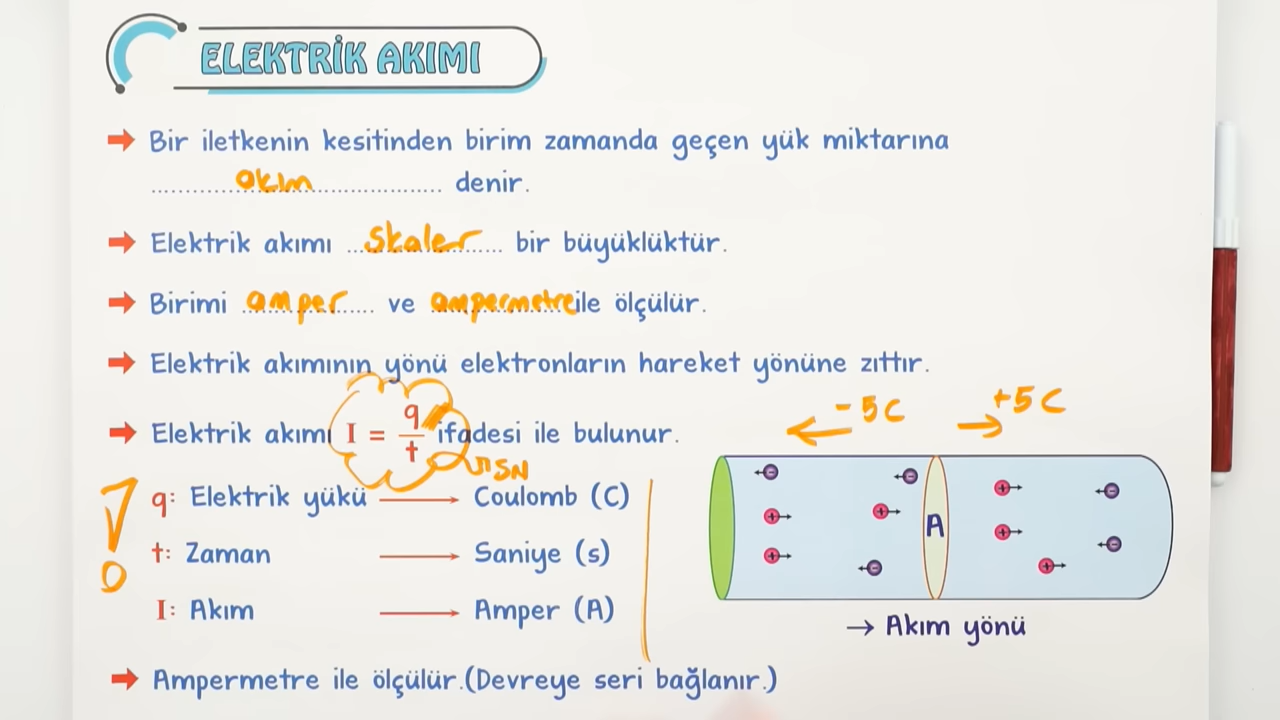 ELEKTRİK AKIMI
Bir iletkenin kesitinden birim zamanda geçen yük miktarına
akım denir.
Elektrik akımı skaler bir büyüklüktür.
Birimi amper ve ampermetre ile ölçülür.
Elektrik akımının yönü elektronların hareket yönüne zıttır.
Elektrik akımı I = q/t ifadesi ile bulunur.
q: Elektrik yükü → Coulomb (C)
t: Zaman → Saniye (s)
I: Akım → Amper (A)
Ampermetre ile ölçülür.(Devreye seri bağlanır.)
- 5C
+5C
A
→ Akım yönü